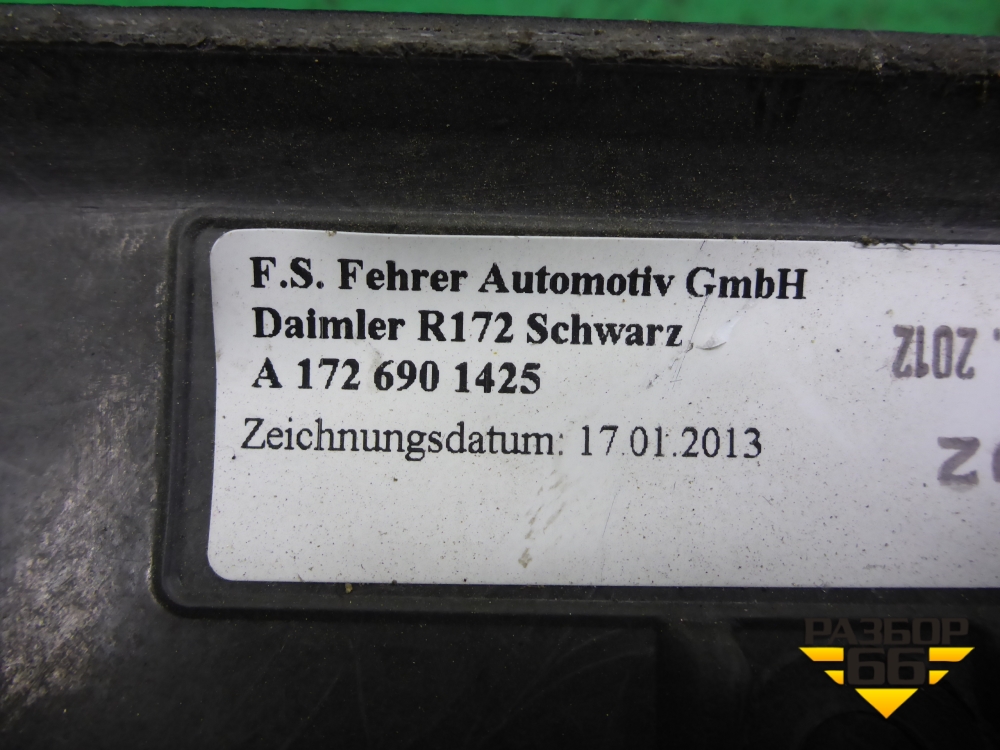 F.S. Fehrer Automotiv GmbH
Daimler R172 Schwarz
A 172 690 1425
Zeichnungsdatum: 17.01.2013
. 2012
РАЗБОР
66